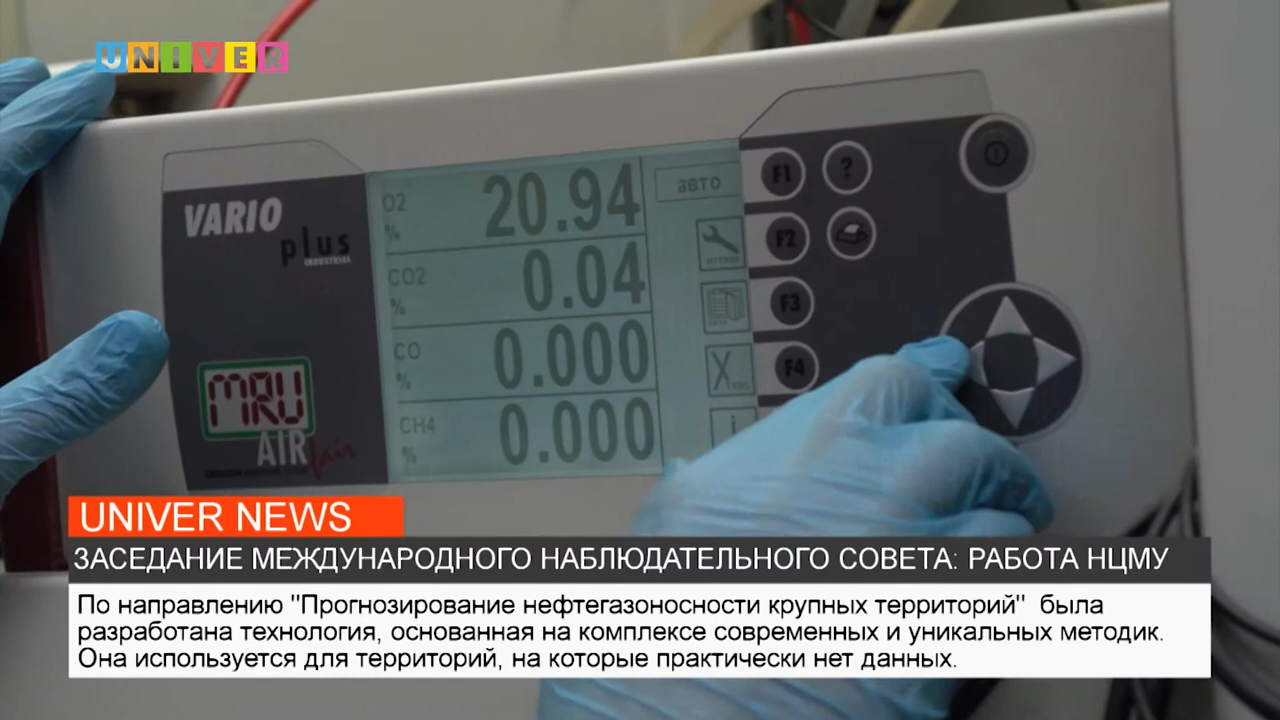 UNIVER
VARIO
plus
INDUSTRIAL
MRU
AIR
fair
O2
%
20.94
CO2
%
0.04
CO
%
0.000
CH4
%
0.000
авто
F1
?
F2
F3
F4
i
UNIVER NEWS
ЗАСЕДАНИЕ МЕЖДУНАРОДНОГО НАБЛЮДАТЕЛЬНОГО СОВЕТА: РАБОТА НЦМУ
По направлению "Прогнозирование нефтегазоносности крупных территорий" была
разработана технология, основанная на комплексе современных и уникальных методик.
Она используется для территорий, на которые практически нет данных.